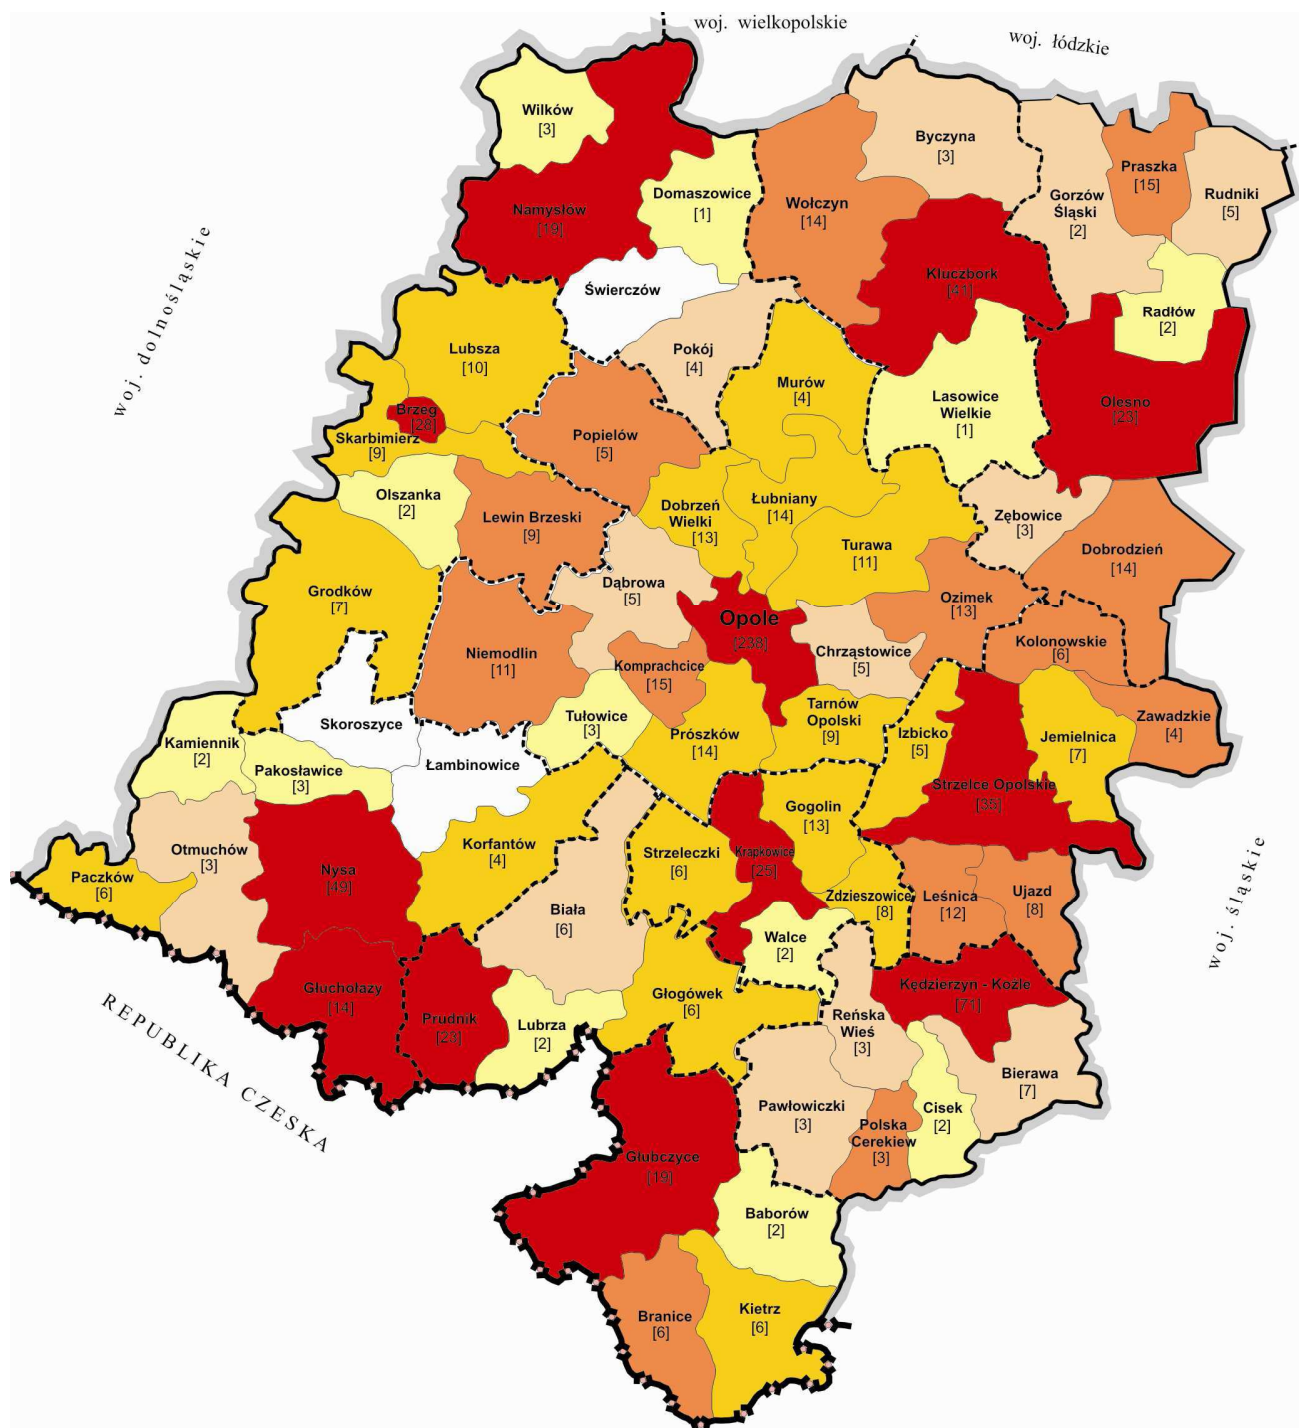 woj. wielkopolskie
woj. łódzkie
woj. dolnośląskie
woj. śląskie
REPUBLIKA CZESKA
Wilków
[3]
Namysłów
[19]
Domaszowice
[1]
Świerczów
Wołczyn
[14]
Byczyna
[3]
Gorzów
Śląski
[2]
Praszka
[15]
Rudniki
[5]
Kluczbork
[41]
Radłów
[2]
Lubsza
[10]
Pokój
[4]
Murów
[4]
Lasowice
Wielkie
[1]
Olesno
[23]
Brzeg
[28]
Skarbimierz
[9]
Popielów
[5]
Olszanka
[2]
Lewin Brzeski
[9]
Dobrzeń
Wielki
[13]
Łubniany
[14]
Turawa
[11]
Zębowice
[3]
Dobrodzień
[14]
Grodków
[7]
Dąbrowa
[5]
Opole
[238]
Ozimek
[13]
Chrząstowice
[5]
Kolonowskie
[6]
Niemodlin
[11]
Komprachcice
[15]
Skoroszyce
Tułowice
[3]
Prószków
[14]
Tarnów
Opolski
[9]
Izbicko
[5]
Jemielnica
[7]
Zawadzkie
[4]
Kamiennik
[2]
Pakosławice
[3]
Łambinowice
Strzelce Opolskie
[35]
Otmuchów
[3]
Nysa
[49]
Korfantów
[4]
Strzeleczki
[6]
Krapkowice
[25]
Gogolin
[13]
Paczków
[6]
Biała
[6]
Zdzieszowice
[8]
Leśnica
[12]
Ujazd
[8]
Walce
[2]
Głuchołazy
[14]
Prudnik
[23]
Lubrza
[2]
Głogówek
[6]
Reńska
Wieś
[3]
Kędzierzyn - Koźle
[71]
Bierawa
[7]
Pawłowiczki
[3]
Cisek
[2]
Polska
Cerekiew
[3]
Głubczyce
[19]
Baborów
[2]
Branice
[6]
Kietrz
[6]